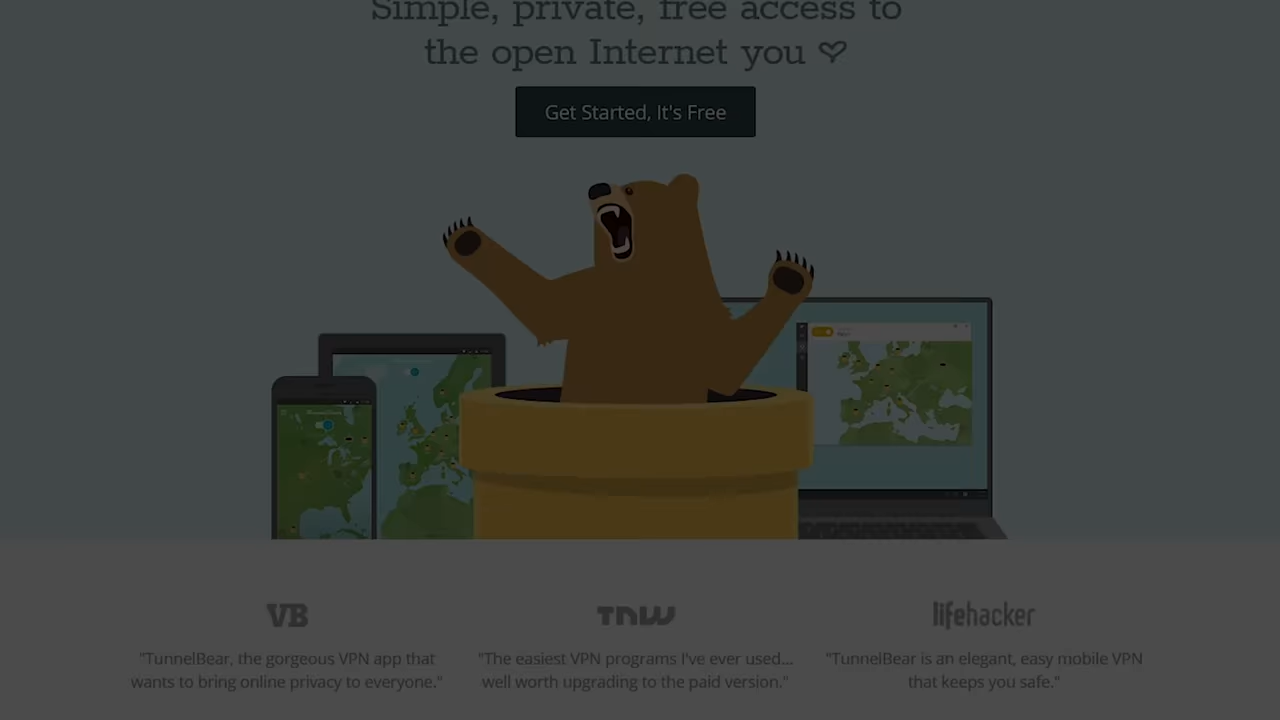 Simple, private, free access to
the open Internet you
Get Started, It's Free
VB
TNW
lifehacker
"TunnelBear, the gorgeous VPN app that
wants to bring online privacy to everyone."
"The easiest VPN programs I've ever used...
well worth upgrading to the paid version."
"TunnelBear is an elegant, easy mobile VPN
that keeps you safe."